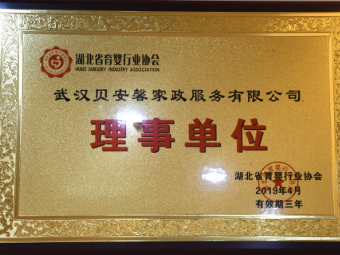 湖北省育婴行业协会
HUBEI NURSERY INDUSTRY ASSOCIATION
武汉贝安馨家政服务有限公司
理事单位
湖北省育婴行业协会
2019年4月
有效期三年